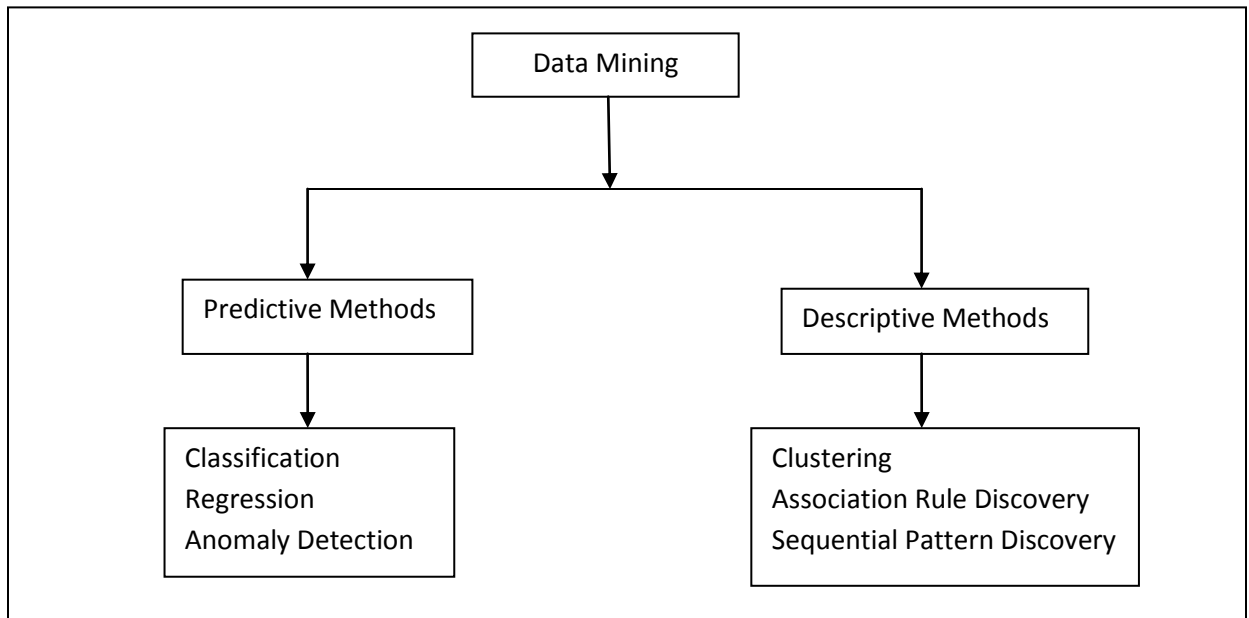 Data Mining
Predictive Methods
Descriptive Methods
Classification
Regression
Anomaly Detection
Clustering
Association Rule Discovery
Sequential Pattern Discovery